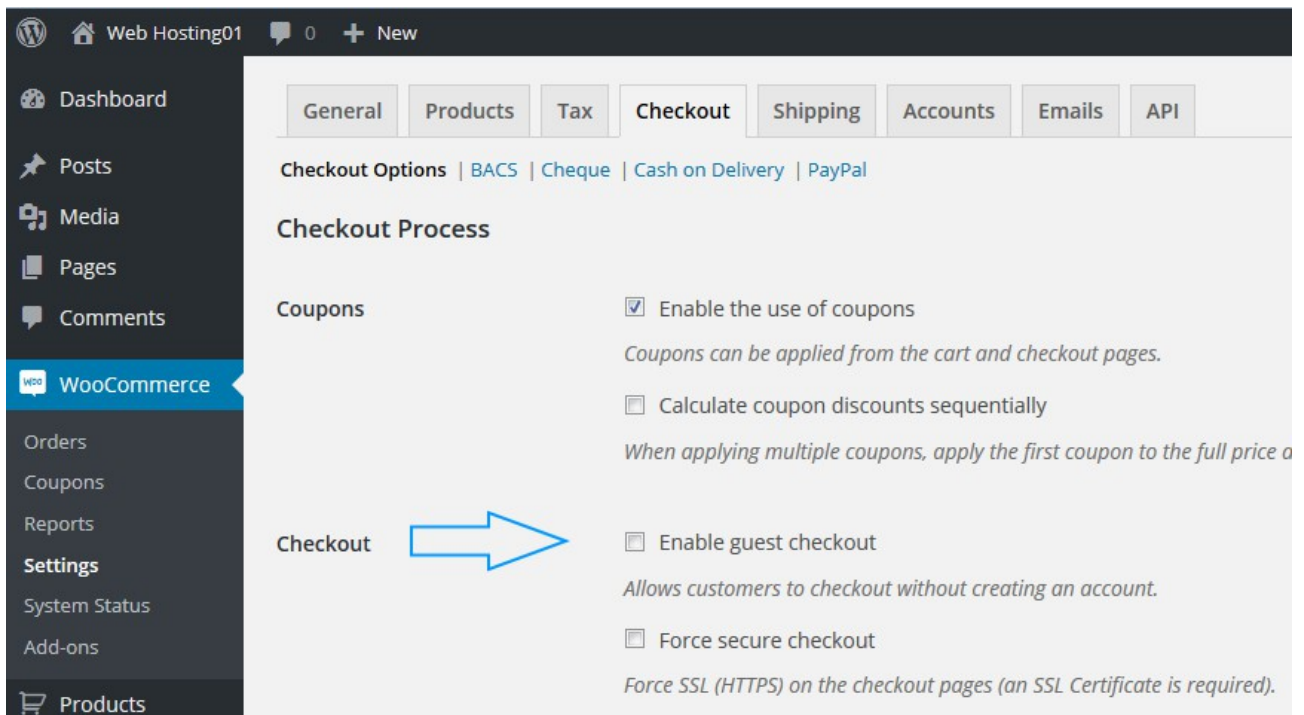 Web Hosting01 0 New
Dashboard
Posts
Media
Pages
Comments
WOO WooCommerce
Orders
Coupons
Reports
Settings
System Status
Add-ons
Products
General Products Tax Checkout Shipping Accounts Emails API
Checkout Options | BACS | Cheque | Cash on Delivery | PayPal
Checkout Process
Coupons Enable the use of coupons
Coupons can be applied from the cart and checkout pages.
Calculate coupon discounts sequentially
When applying multiple coupons, apply the first coupon to the full price
Checkout Enable guest checkout
Allows customers to checkout without creating an account.
Force secure checkout
Force SSL (HTTPS) on the checkout pages (an SSL Certificate is required).